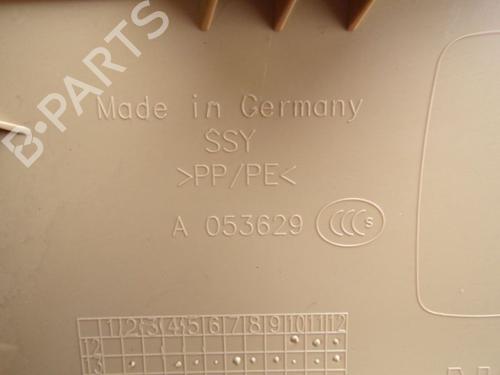 B-PARTS
Made in Germany
SSY
>PP/PE<
A 053629
CCC S
1 2 3 4 5 6 7 8 9 10 11 12
12
13